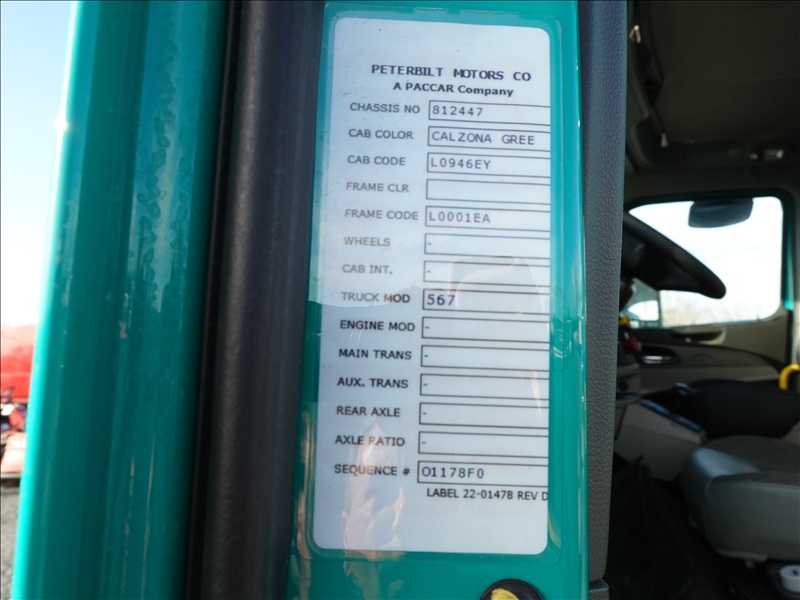 PETERBILT MOTORS CO
A PACCAR Company
CHASSIS NO 812447
CAB COLOR CALZONA GREE
CAB CODE L0946EY
FRAME CLR
FRAME CODE L0001EA
WHEELS -
CAB INT. -
TRUCK MOD 567
ENGINE MOD -
MAIN TRANS -
AUX. TRANS -
REAR AXLE -
AXLE RATIO -
SEQUENCE # O1178F0
LABEL 22-01478 REV D